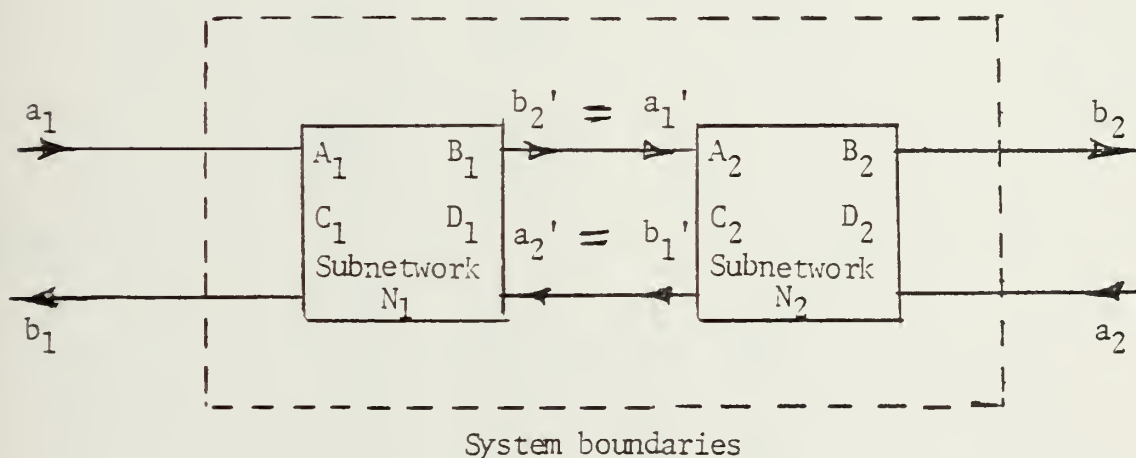 a₁
b₂' = a₁'
b₂
A₁ B₁
A₂ B₂
C₁ D₁
a₂' = b₁'
C₂ D₂
Subnetwork
N₁
Subnetwork
N₂
b₁
a₂
System boundaries